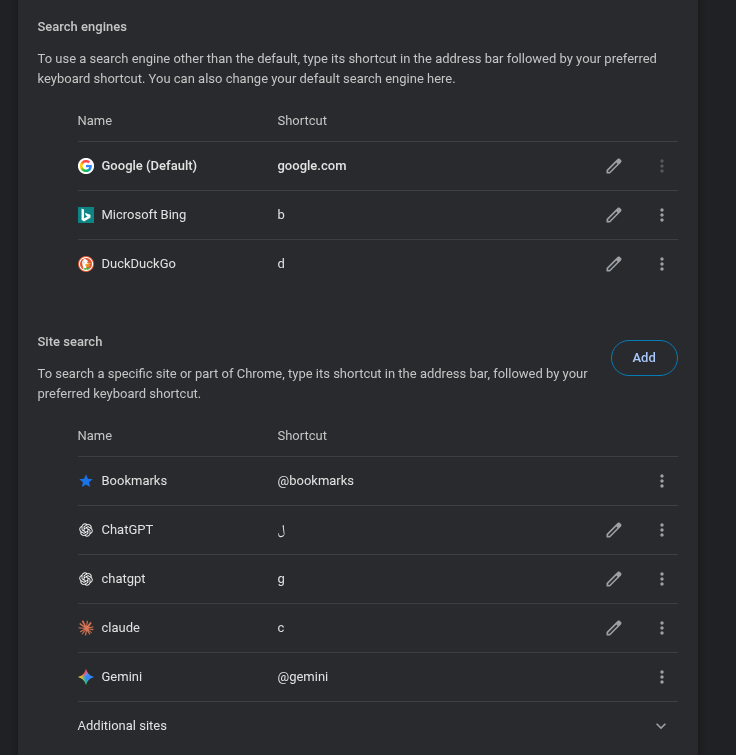 Search engines
To use a search engine other than the default, type its shortcut in the address bar followed by your preferred
keyboard shortcut. You can also change your default search engine here.
Name Shortcut
Google (Default) google.com
Microsoft Bing b
DuckDuckGo d
Site search
Add
To search a specific site or part of Chrome, type its shortcut in the address bar, followed by your
preferred keyboard shortcut.
Name Shortcut
Bookmarks @bookmarks
ChatGPT ل
chatgpt g
claude c
Gemini @gemini
Additional sites